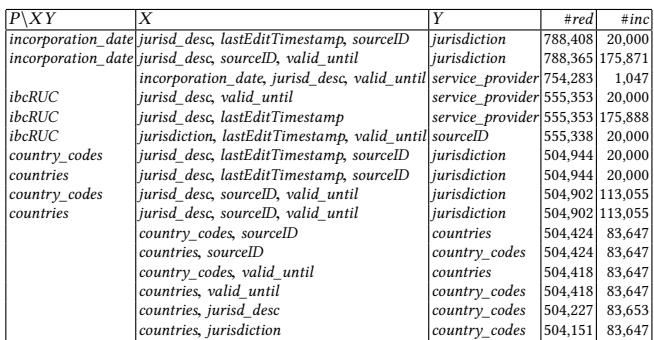 P\XY X Y #red #inc
incorporation_date jurisd_desc, lastEditTimestamp, sourceID jurisdiction 788,408 20,000
incorporation_date jurisd_desc, sourceID, valid_until jurisdiction 788,365 175,871
incorporation_date, jurisd_desc, valid_until service_provider 754,283 1,047
ibcRUC jurisd_desc, valid_until service_provider 555,353 20,000
ibcRUC jurisd_desc, lastEditTimestamp service_provider 555,353 175,888
ibcRUC jurisdiction, lastEditTimestamp, valid_until sourceID 555,338 20,000
country_codes jurisd_desc, lastEditTimestamp, sourceID jurisdiction 504,944 20,000
countries jurisd_desc, lastEditTimestamp, sourceID jurisdiction 504,944 20,000
country_codes jurisd_desc, sourceID, valid_until jurisdiction 504,902 113,055
countries jurisd_desc, sourceID, valid_until jurisdiction 504,902 113,055
country_codes, sourceID countries 504,424 83,647
countries, sourceID country_codes 504,424 83,647
country_codes, valid_until countries 504,418 83,647
countries, valid_until country_codes 504,418 83,647
countries, jurisd_desc country_codes 504,227 83,653
countries, jurisdiction country_codes 504,151 83,647